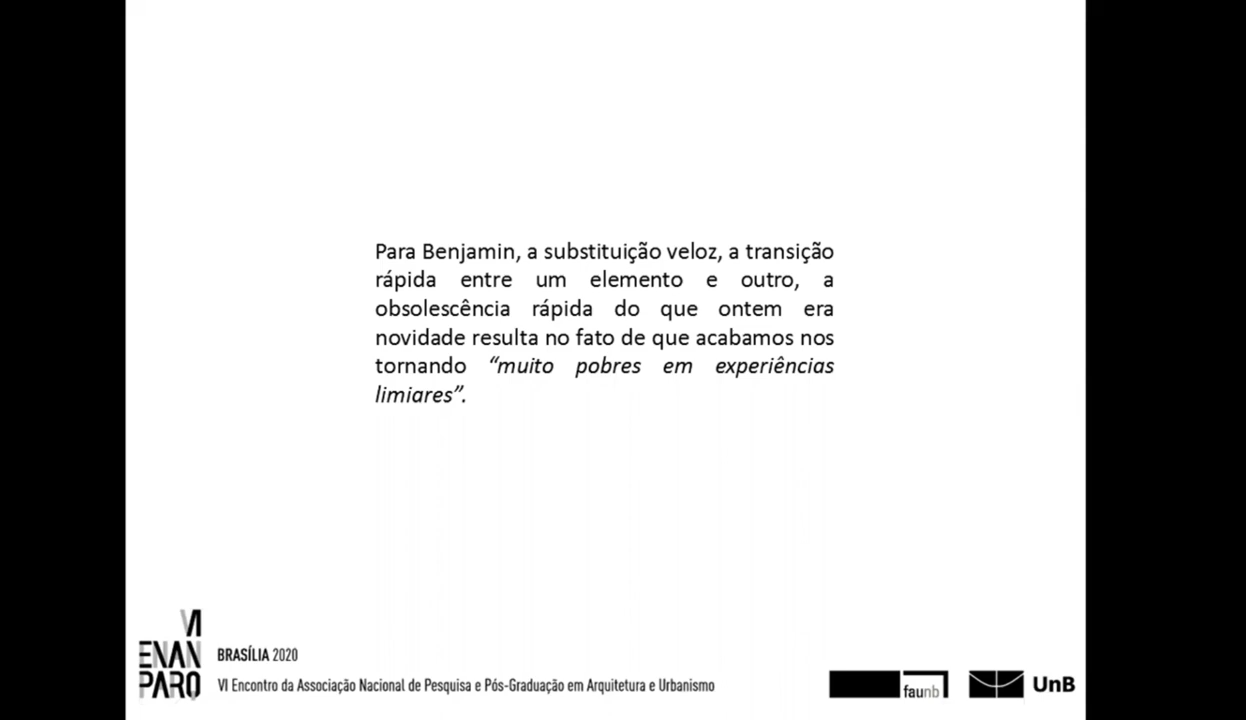 Para Benjamin, a substituição veloz, a transição
rápida entre um elemento e outro, a
obsolescência rápida do que ontem era
novidade resulta no fato de que acabamos nos
tornando “muito pobres em experiências
limiares”.
VI
ENAN
PARQ
BRASÍLIA 2020
VI Encontro da Associação Nacional de Pesquisa e Pós-Graduação em Arquitetura e Urbanismo
faunb
UnB